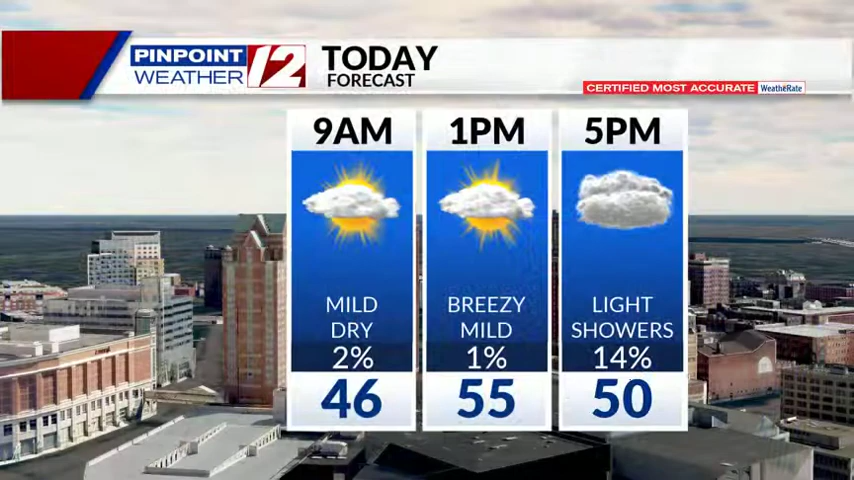 PINPOINT
WEATHER 12
TODAY
FORECAST
CERTIFIED MOST ACCURATE WeatheRate
9AM
MILD
DRY
2%
46
1PM
BREEZY
MILD
1%
55
5PM
LIGHT
SHOWERS
14%
50